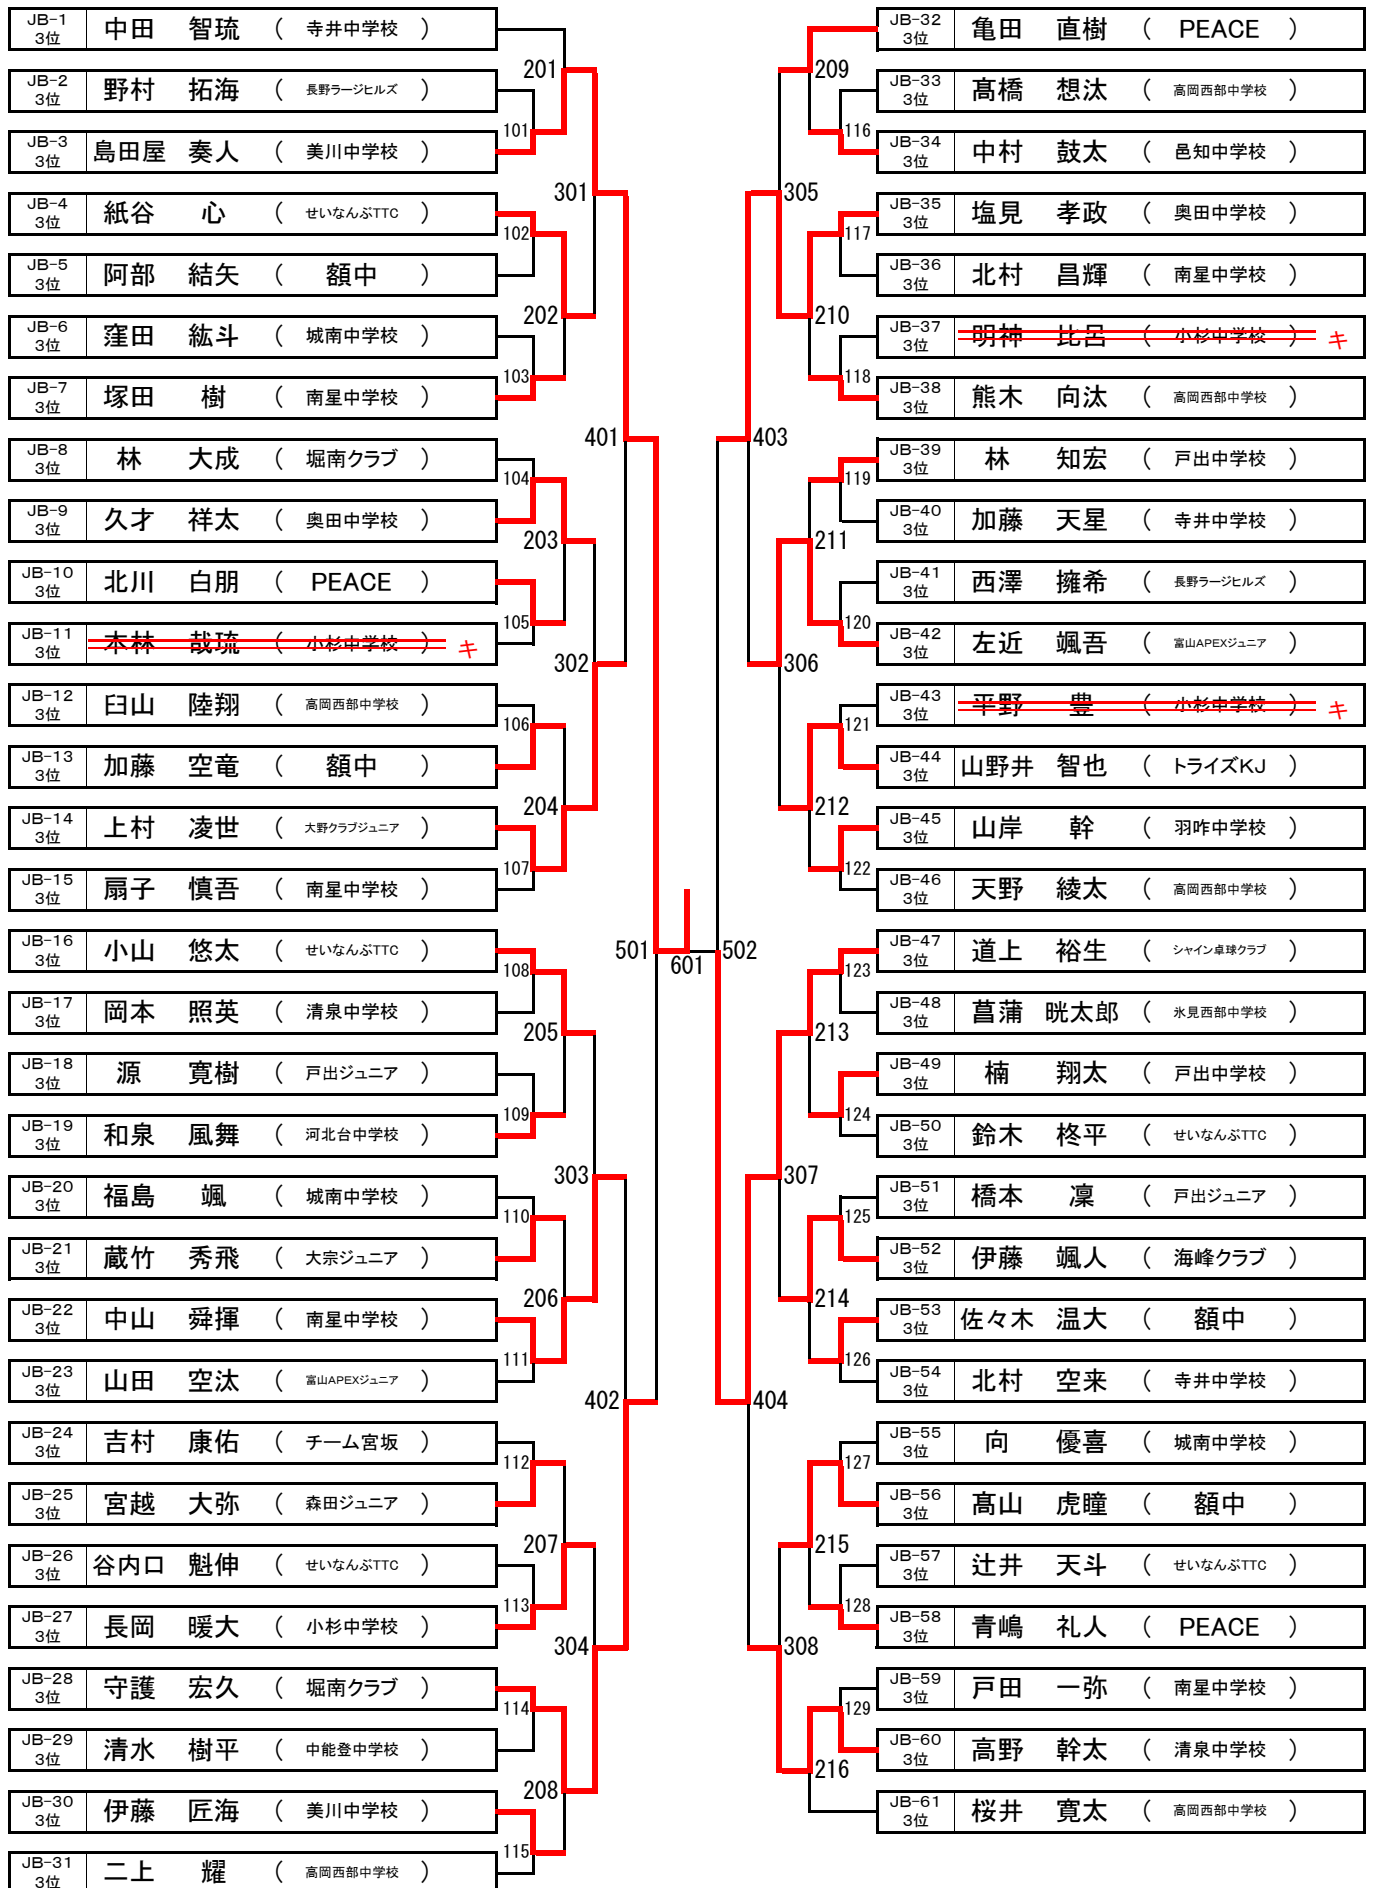 JB-1 3位 中田 智琉 （ 寺井中学校 ）
JB-2 3位 野村 拓海 （ 長野ラージヒルズ ）
JB-3 3位 島田屋 奏人 （ 美川中学校 ）
JB-4 3位 紙谷 心 （ せいなんぶTTC ）
JB-5 3位 阿部 結矢 （ 額中 ）
JB-6 3位 窪田 紘斗 （ 城南中学校 ）
JB-7 3位 塚田 樹 （ 南星中学校 ）
JB-8 3位 林 大成 （ 堀南クラブ ）
JB-9 3位 久才 祥太 （ 奥田中学校 ）
JB-10 3位 北川 白朋 （ PEACE ）
JB-11 3位 本林 哉琉 （ 小杉中学校 ） キ
JB-12 3位 臼山 陸翔 （ 高岡西部中学校 ）
JB-13 3位 加藤 空竜 （ 額中 ）
JB-14 3位 上村 凌世 （ 大野クラブジュニア ）
JB-15 3位 扇子 慎吾 （ 南星中学校 ）
JB-16 3位 小山 悠太 （ せいなんぶTTC ）
JB-17 3位 岡本 照英 （ 清泉中学校 ）
JB-18 3位 源 寛樹 （ 戸出ジュニア ）
JB-19 3位 和泉 風舞 （ 河北台中学校 ）
JB-20 3位 福島 颯 （ 城南中学校 ）
JB-21 3位 蔵竹 秀飛 （ 大宗ジュニア ）
JB-22 3位 中山 舜揮 （ 南星中学校 ）
JB-23 3位 山田 空汰 （ 富山APEXジュニア ）
JB-24 3位 吉村 康佑 （ チーム宮坂 ）
JB-25 3位 宮越 大弥 （ 森田ジュニア ）
JB-26 3位 谷内口 魁伸 （ せいなんぶTTC ）
JB-27 3位 長岡 暖大 （ 小杉中学校 ）
JB-28 3位 守護 宏久 （ 堀南クラブ ）
JB-29 3位 清水 樹平 （ 中能登中学校 ）
JB-30 3位 伊藤 匠海 （ 美川中学校 ）
JB-31 3位 二上 耀 （ 高岡西部中学校 ）
101
102
103
104
105
106
107
108
109
110
111
112
113
114
115
201
202
203
204
205
206
207
208
301
302
303
304
401
402
501
601
502
403
404
305
306
307
308
209
210
211
212
213
214
215
216
116
117
118
119
120
121
122
123
124
125
126
127
128
129
JB-32 3位 亀田 直樹 （ PEACE ）
JB-33 3位 髙橋 想汰 （ 高岡西部中学校 ）
JB-34 3位 中村 鼓太 （ 邑知中学校 ）
JB-35 3位 塩見 孝政 （ 奥田中学校 ）
JB-36 3位 北村 昌輝 （ 南星中学校 ）
JB-37 3位 明神 比呂 （ 小杉中学校 ） キ
JB-38 3位 熊木 向汰 （ 高岡西部中学校 ）
JB-39 3位 林 知宏 （ 戸出中学校 ）
JB-40 3位 加藤 天星 （ 寺井中学校 ）
JB-41 3位 西澤 擁希 （ 長野ラージヒルズ ）
JB-42 3位 左近 颯吾 （ 富山APEXジュニア ）
JB-43 3位 平野 豊 （ 小杉中学校 ） キ
JB-44 3位 山野井 智也 （ トライズKJ ）
JB-45 3位 山岸 幹 （ 羽咋中学校 ）
JB-46 3位 天野 綾太 （ 高岡西部中学校 ）
JB-47 3位 道上 裕生 （ シャイン卓球クラブ ）
JB-48 3位 菖蒲 晄太郎 （ 氷見西部中学校 ）
JB-49 3位 楠 翔太 （ 戸出中学校 ）
JB-50 3位 鈴木 柊平 （ せいなんぶTTC ）
JB-51 3位 橋本 凜 （ 戸出ジュニア ）
JB-52 3位 伊藤 颯人 （ 海峰クラブ ）
JB-53 3位 佐々木 温大 （ 額中 ）
JB-54 3位 北村 空来 （ 寺井中学校 ）
JB-55 3位 向 優喜 （ 城南中学校 ）
JB-56 3位 髙山 虎瞳 （ 額中 ）
JB-57 3位 辻井 天斗 （ せいなんぶTTC ）
JB-58 3位 青嶋 礼人 （ PEACE ）
JB-59 3位 戸田 一弥 （ 南星中学校 ）
JB-60 3位 高野 幹太 （ 清泉中学校 ）
JB-61 3位 桜井 寛太 （ 高岡西部中学校 ）